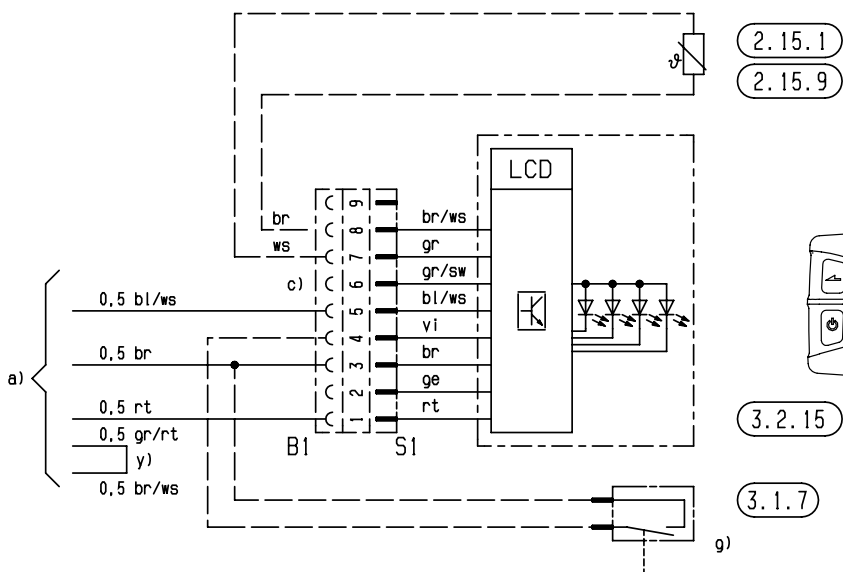 ϑ
2.15.1
2.15.9
LCD
9
br 8 br/ws
ws 7 gr
c) 6 gr/sw
0,5 bl/ws 5 bl/ws
4 vi
a) 0,5 br 3 br
2 ge
0,5 rt 1 rt
3.2.15
0,5 gr/rt
B1 S1
y)
0,5 br/ws
3.1.7
g)